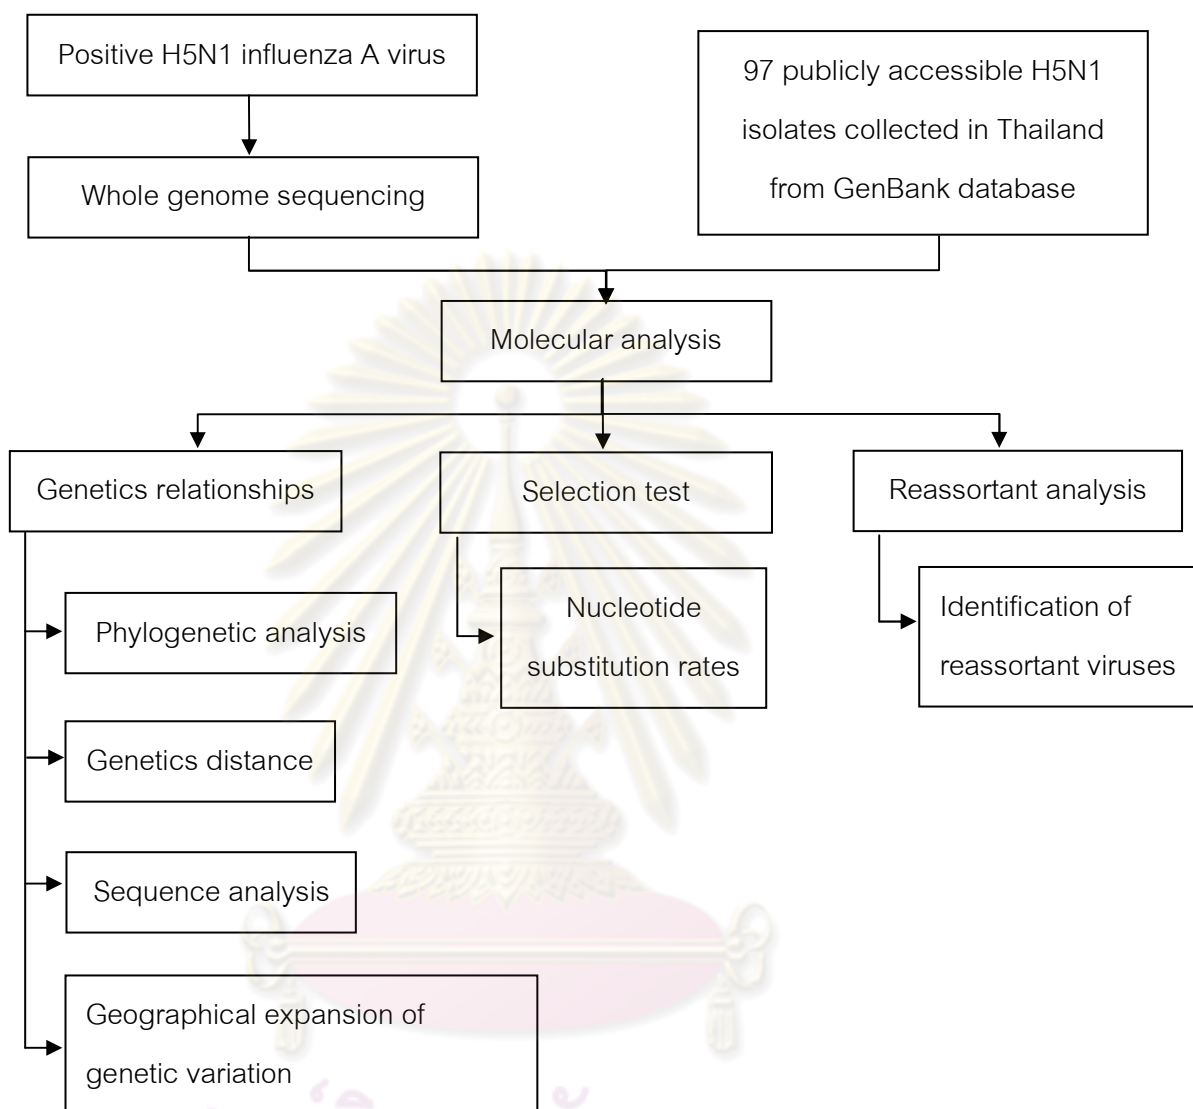 Positive H5N1 influenza A virus
97 publicly accessible H5N1
isolates collected in Thailand
from GenBank database
Whole genome sequencing
Molecular analysis
Genetics relationships
Selection test
Reassortant analysis
Phylogenetic analysis
Nucleotide
substitution rates
Identification of
reassortant viruses
Genetics distance
Sequence analysis
Geographical expansion of
genetic variation